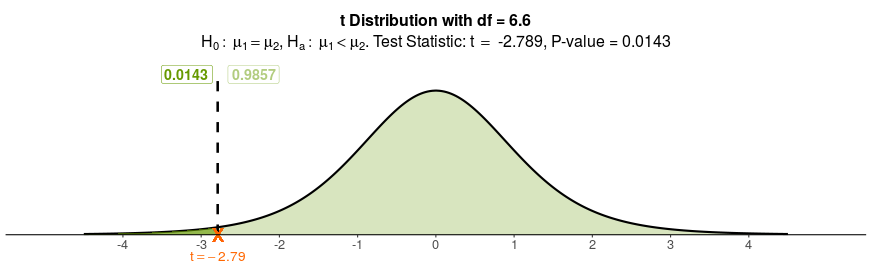 t Distribution with df = 6.6
H₀ : μ₁ = μ₂, Hₐ : μ₁ < μ₂. Test Statistic: t = -2.789, P-value = 0.0143
0.0143 0.9857
-4 -3 -2 -1 0 1 2 3 4
t = − 2.79